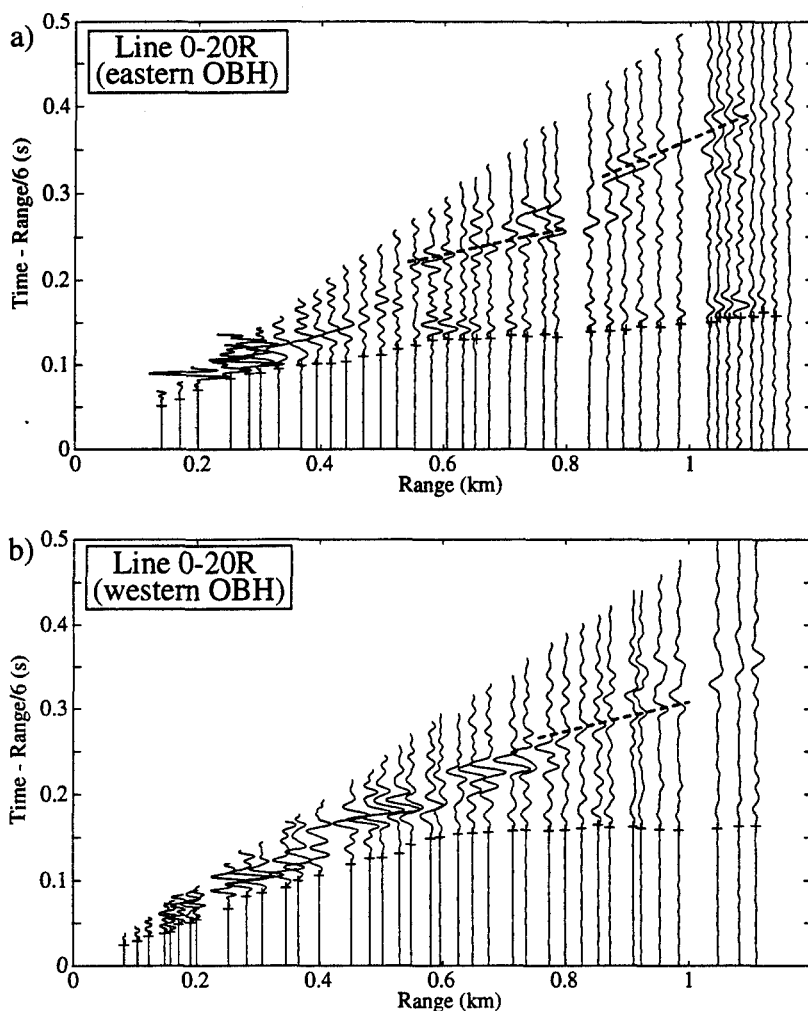 a)
Line 0-20R
(eastern OBH)
Time - Range/6 (s)
0.5
0.4
0.3
0.2
0.1
0
0
0.2
0.4
0.6
0.8
1
Range (km)
b)
Line 0-20R
(western OBH)
Time - Range/6 (s)
0.5
0.4
0.3
0.2
0.1
0
0
0.2
0.4
0.6
0.8
1
Range (km)